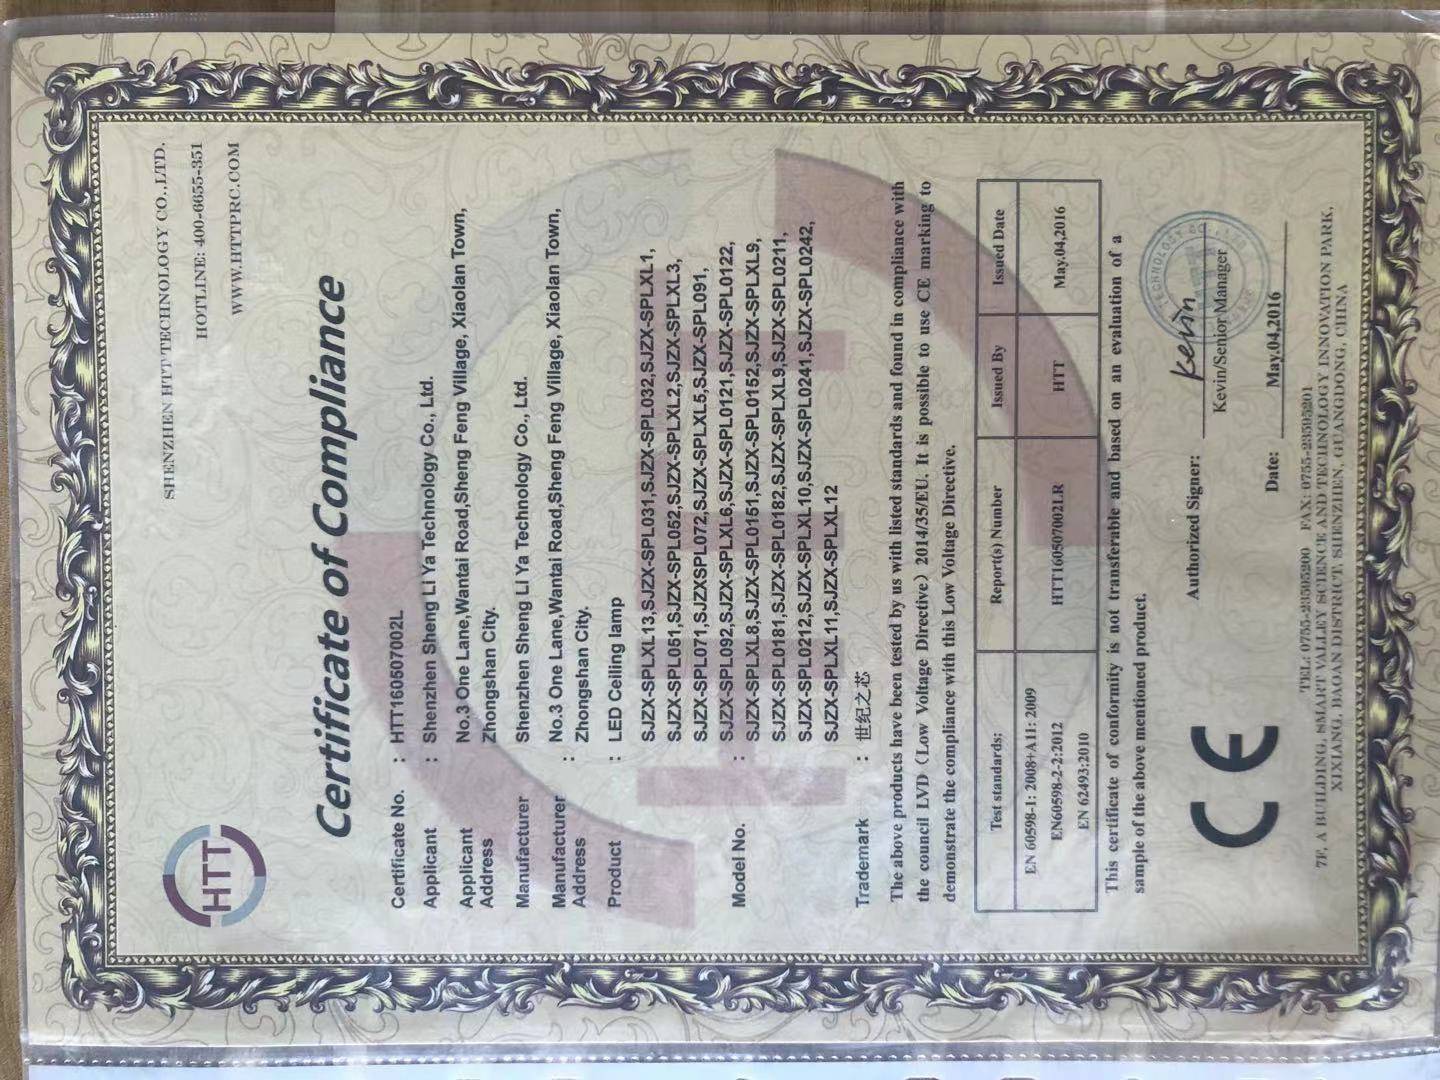 HTT
SHENZHEN HTT TECHNOLOGY CO.,LTD.
HOTLINE: 400-6655-351
WWW.HTTPRC.COM
Certificate of Compliance
Certificate No. : HTT160507002L
Applicant : Shenzhen Sheng Li Ya Technology Co., Ltd.
Applicant Address : No.3 One Lane,Wantai Road,Sheng Feng Village, Xiaolan Town,
Zhongshan City.
Manufacturer : Shenzhen Sheng Li Ya Technology Co., Ltd.
Manufacturer Address : No.3 One Lane,Wantai Road,Sheng Feng Village, Xiaolan Town,
Zhongshan City.
Product : LED Ceiling lamp
Model No. :
SJZX-SPLXL13,SJZX-SPL031,SJZX-SPL032,SJZX-SPLXL1,
SJZX-SPL051,SJZX-SPL052,SJZX-SPLXL2,SJZX-SPLXL3,
SJZX-SPL071,SJZXSPL072,SJZX-SPLXL5,SJZX-SPL091,
SJZX-SPL092,SJZX-SPLXL6,SJZX-SPL0121,SJZX-SPL0122,
SJZX-SPLXL8,SJZX-SPL0151,SJZX-SPL0152,SJZX-SPLXL9,
SJZX-SPL0181,SJZX-SPL0182,SJZX-SPLXL9,SJZX-SPL0211,
SJZX-SPL0212,SJZX-SPLXL10,SJZX-SPL0241,SJZX-SPL0242,
SJZX-SPLXL11,SJZX-SPLXL12
Trademark : 世纪之芯
The above products have been tested by us with listed standards and found in compliance with
the council LVD（Low Voltage Directive）2014/35/EU. It is possible to use CE marking to
demonstrate the compliance with this Low Voltage Directive.
Test standards: Report(s) Number Issued By Issued Date
EN 60598-1: 2008+A11: 2009
EN60598-2-2:2012
EN 62493:2010
HTT160507002LR HTT May.04,2016
This certificate of conformity is not transferable and based on an evaluation of a
sample of the above mentioned product.
CE
Authorized Signer: Kevin
Kevin/Senior Manager
Date: May.04,2016
TEL: 0755-23595200 FAX: 0755-23595201
7F, A BUILDING, SMART VALLEY SCIENCE AND TECHNOLOGY INNOVATION PARK,
XIXIANG, BAOAN DISTRICT, SHENZHEN, GUANGDONG, CHINA